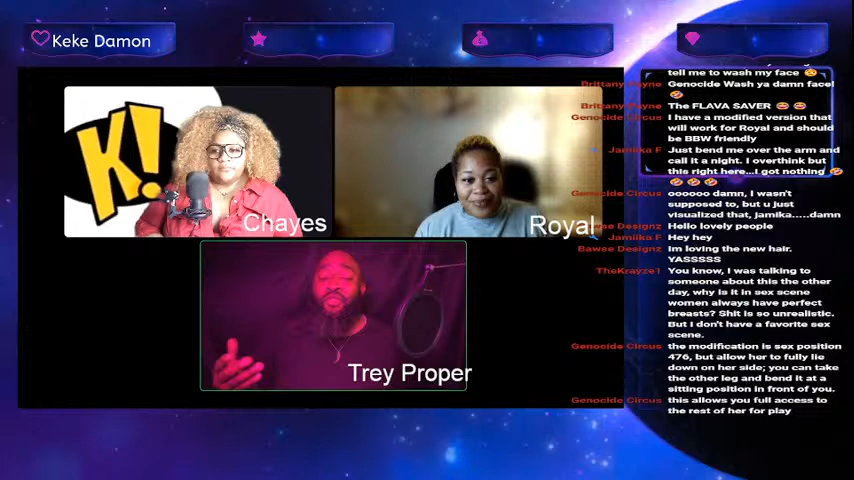 Keke Damon
K!
Chayes
Royal
Trey Proper
tell me to wash my face
Genocide Wash ya damn face!
The FLAVA SAVER
Genocide Circus
I have a modified version that
will work for Royal and should
be BBW friendly
Jamiika F
Just bend me over the arm and
call it a night. I overthink but
this right here...I got nothing
Genocide Circus
oooooo damn, I wasn't
supposed to, but u just
visualized that, jamika.....damn
Designz
Hello lovely people
Jamiika F
Hey hey
Bawse Designz
Im loving the new hair.
YASSSSS
TheKrayze1
You know, I was talking to
someone about this the other
day, why is it in sex scene
women always have perfect
breasts? Shit is so unrealistic.
But I don't have a favorite sex
scene.
Genocide Circus
the modification is sex position
476, but allow her to fully lie
down on her side; you can take
the other leg and bend it at a
sitting position in front of you.
Genocide Circus
this allows you full access to
the rest of her for play